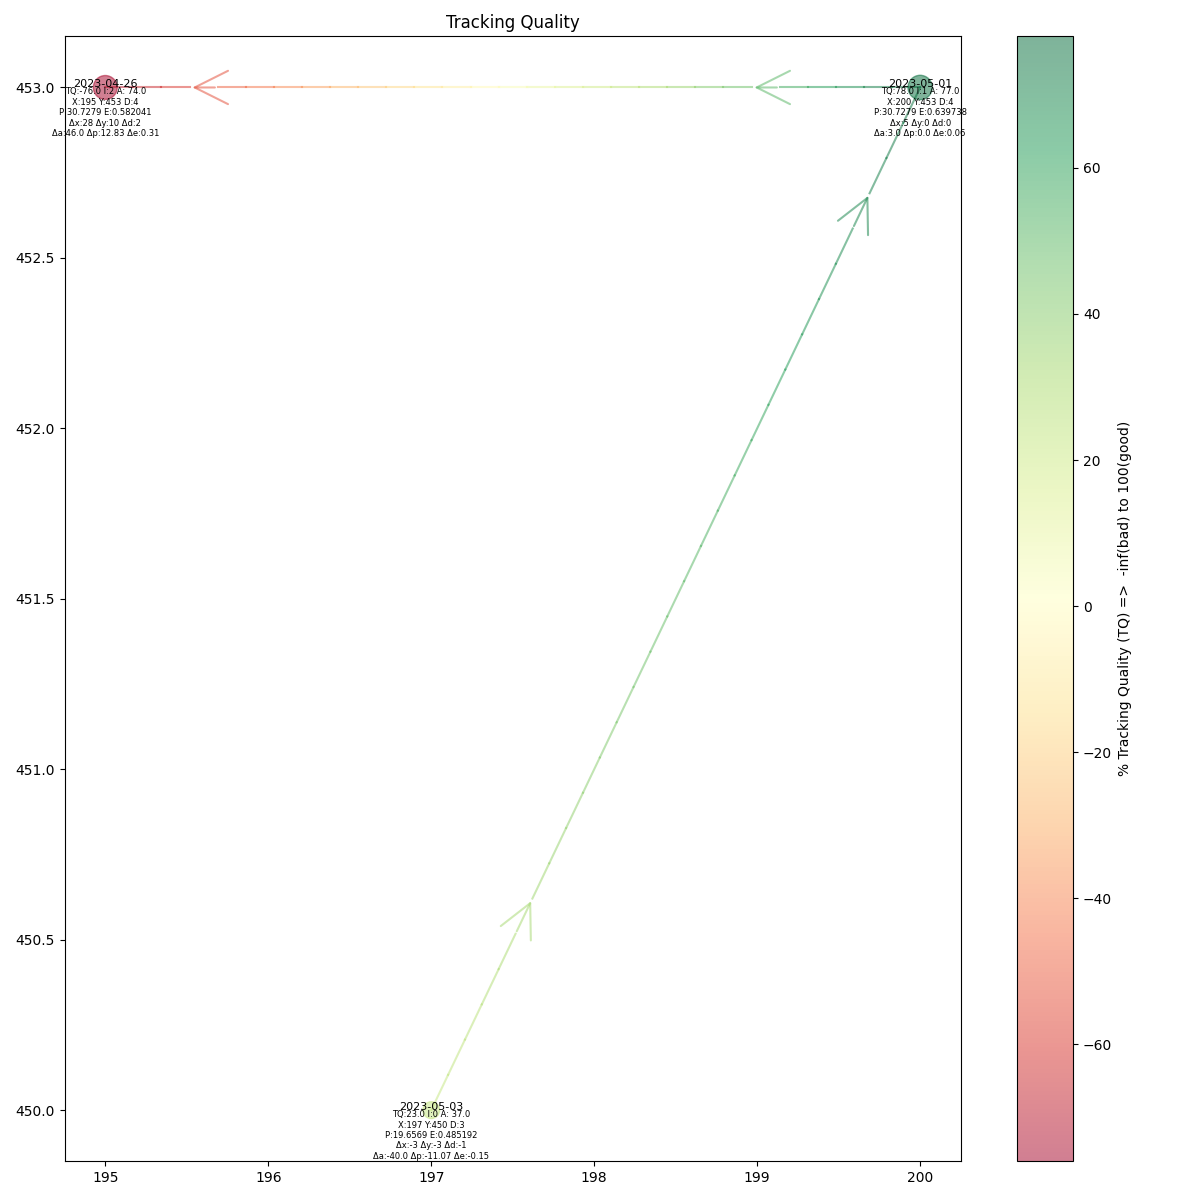 Tracking Quality
2023-04-26
TQ:-76.0 I:2 A: 74.0
X:195 Y:453 D:4
P:30.7279 E:0.582041
Δx:28 Δy:10 Δd:2
Δa:46.0 Δp:12.83 Δe:0.31
2023-05-01
TQ:78.0 I:1 A: 77.0
X:200 Y:453 D:4
P:30.7279 E:0.639738
Δx:5 Δy:0 Δd:0
Δa:3.0 Δp:0.0 Δe:0.06
2023-05-03
TQ:23.0 I:0 A: 37.0
X:197 Y:450 D:3
P:19.6569 E:0.485192
Δx:-3 Δy:-3 Δd:-1
Δa:-40.0 Δp:-11.07 Δe:-0.15
453.0
452.5
452.0
451.5
451.0
450.5
450.0
195
196
197
198
199
200
60
40
20
0
−20
−40
−60
% Tracking Quality (TQ) => -inf(bad) to 100(good)